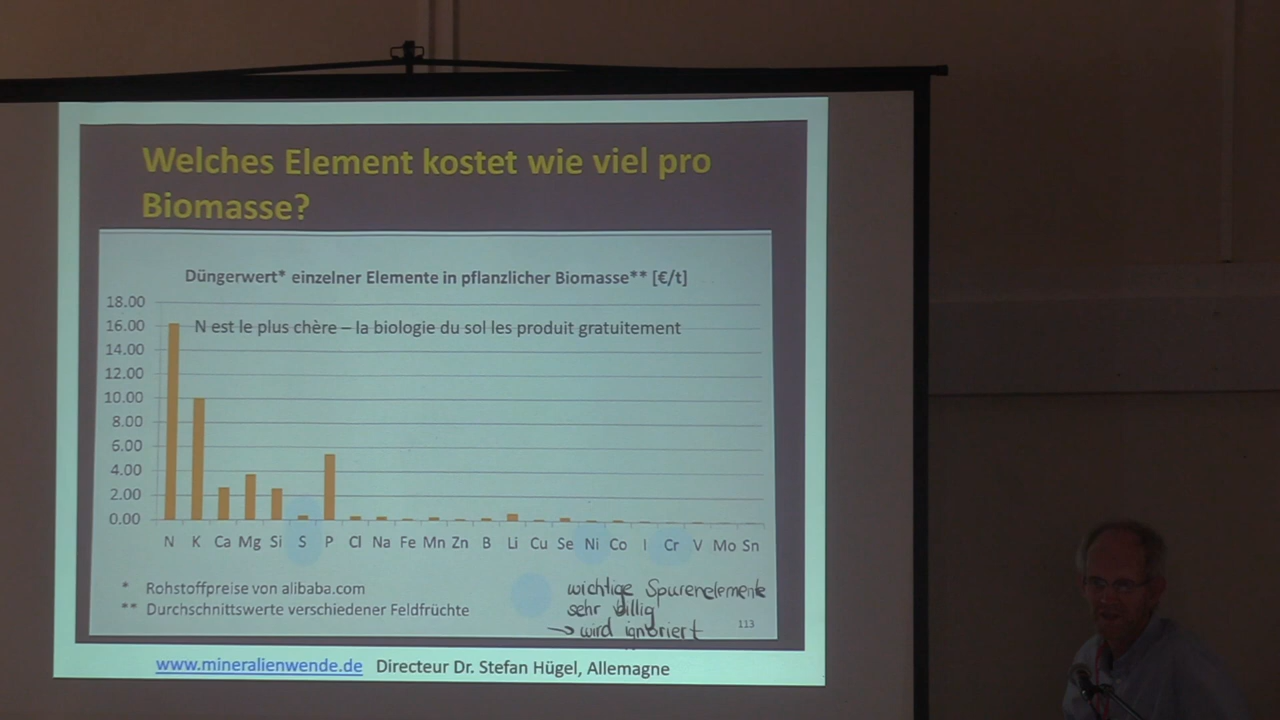 Welches Element kostet wie viel pro
Biomasse?
Düngerwert* einzelner Elemente in pflanzlicher Biomasse** [€/t]
18.00
16.00
14.00
12.00
10.00
8.00
6.00
4.00
2.00
0.00
N est le plus chère – la biologie du sol les produit gratuitement
N K Ca Mg Si S P Cl Na Fe Mn Zn B Li Cu Se Ni Co I Cr V Mo Sn
* Rohstoffpreise von alibaba.com
** Durchschnittswerte verschiedener Feldfrüchte
wichtige Spurenelemente
sehr billig
→ wird ignoriert
113
www.mineralienwende.de Directeur Dr. Stefan Hügel, Allemagne